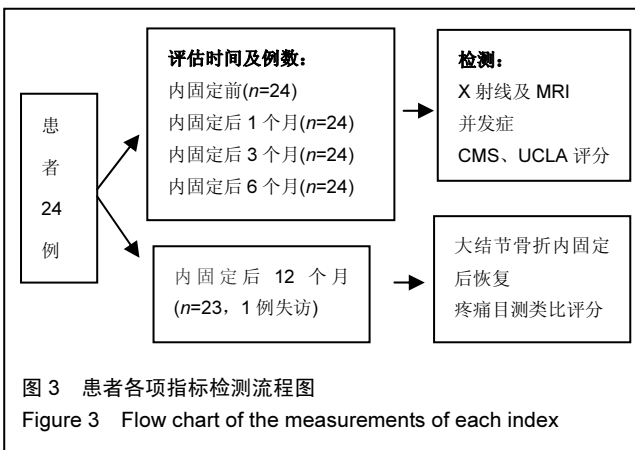 患
者
24
例
评估时间及例数：
内固定前(n=24)
内固定后 1 个月(n=24)
内固定后 3 个月(n=24)
内固定后 6 个月(n=24)
检测：
X 射线及 MRI
并发症
CMS、UCLA 评分
内固定后 12 个月
(n=23，1 例失访)
大结节骨折内固定
后恢复
疼痛目测类比评分
图 3 患者各项指标检测流程图
Figure 3 Flow chart of the measurements of each index